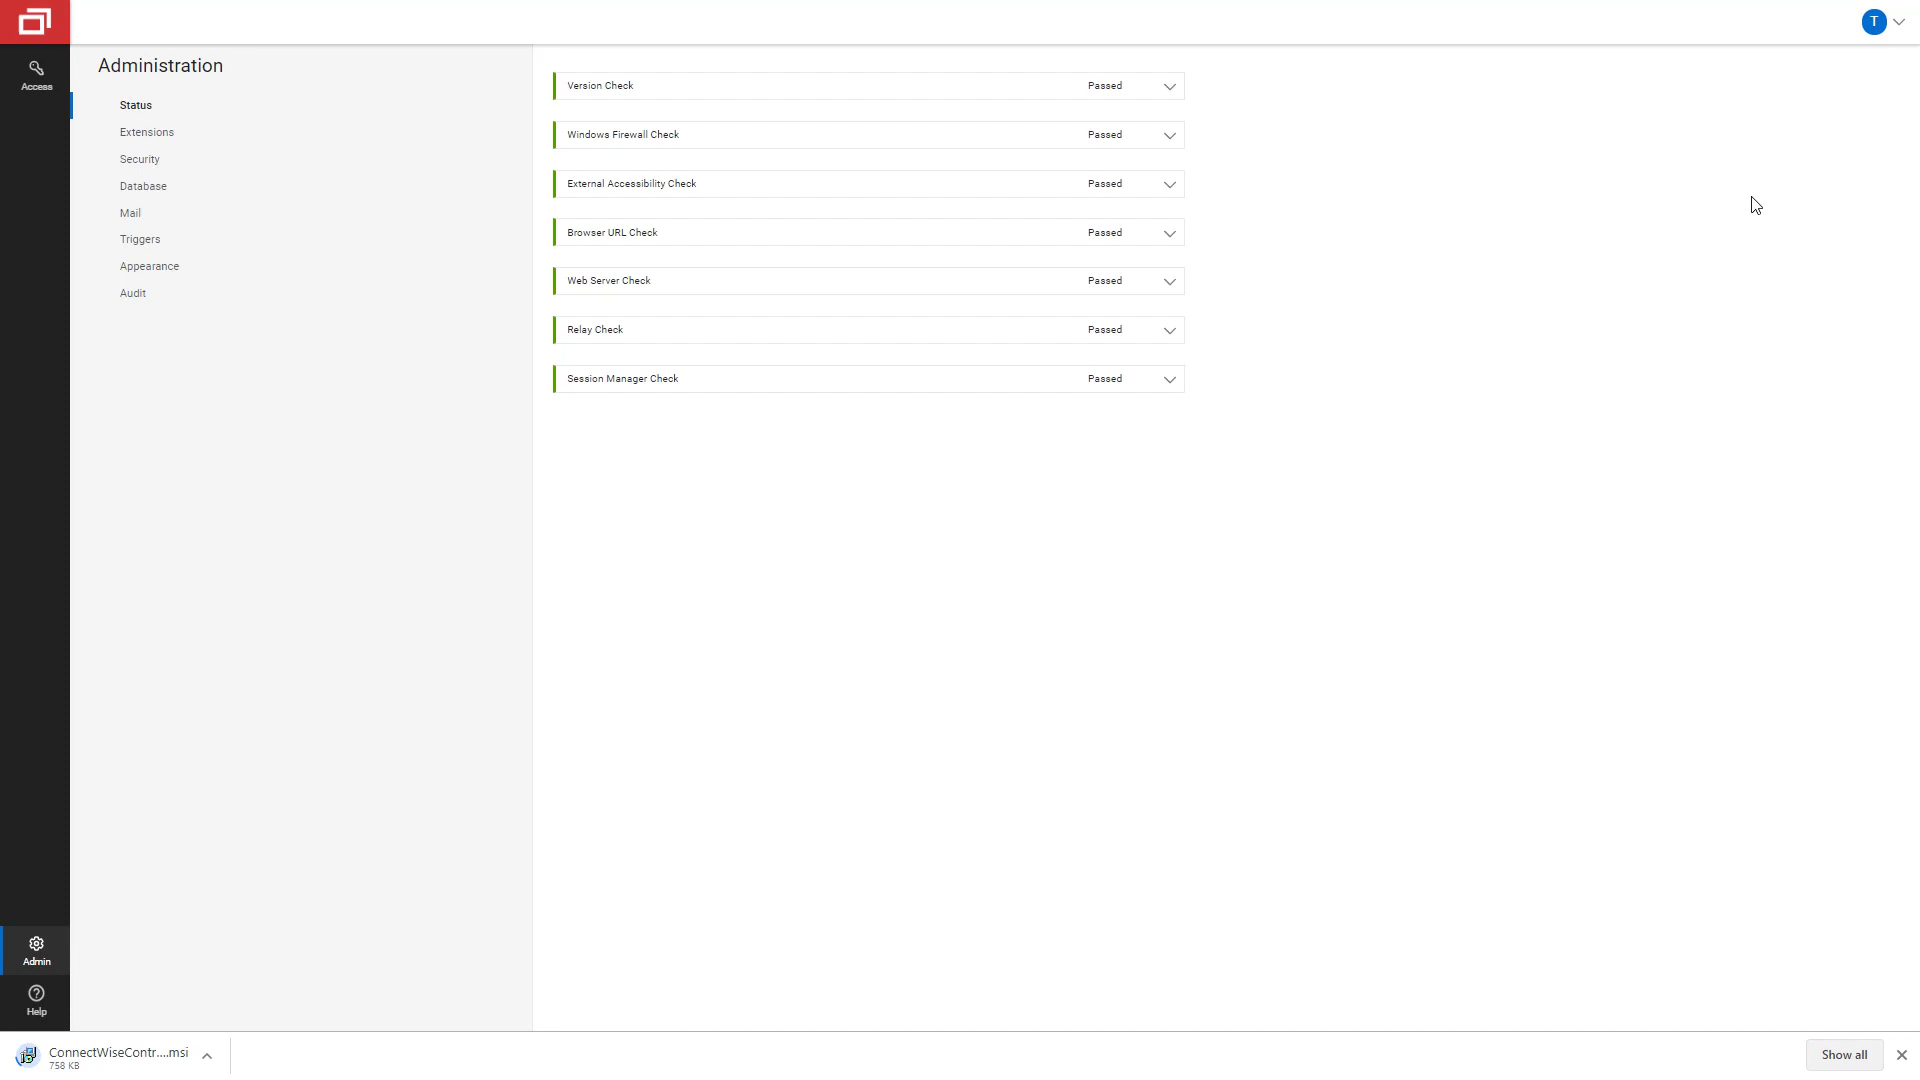 T
Access
Administration
Status
Extensions
Security
Database
Mail
Triggers
Appearance
Audit
Version Check Passed
Windows Firewall Check Passed
External Accessibility Check Passed
Browser URL Check Passed
Web Server Check Passed
Relay Check Passed
Session Manager Check Passed
Admin
Help
ConnectWiseContr....msi
758 KB
Show all